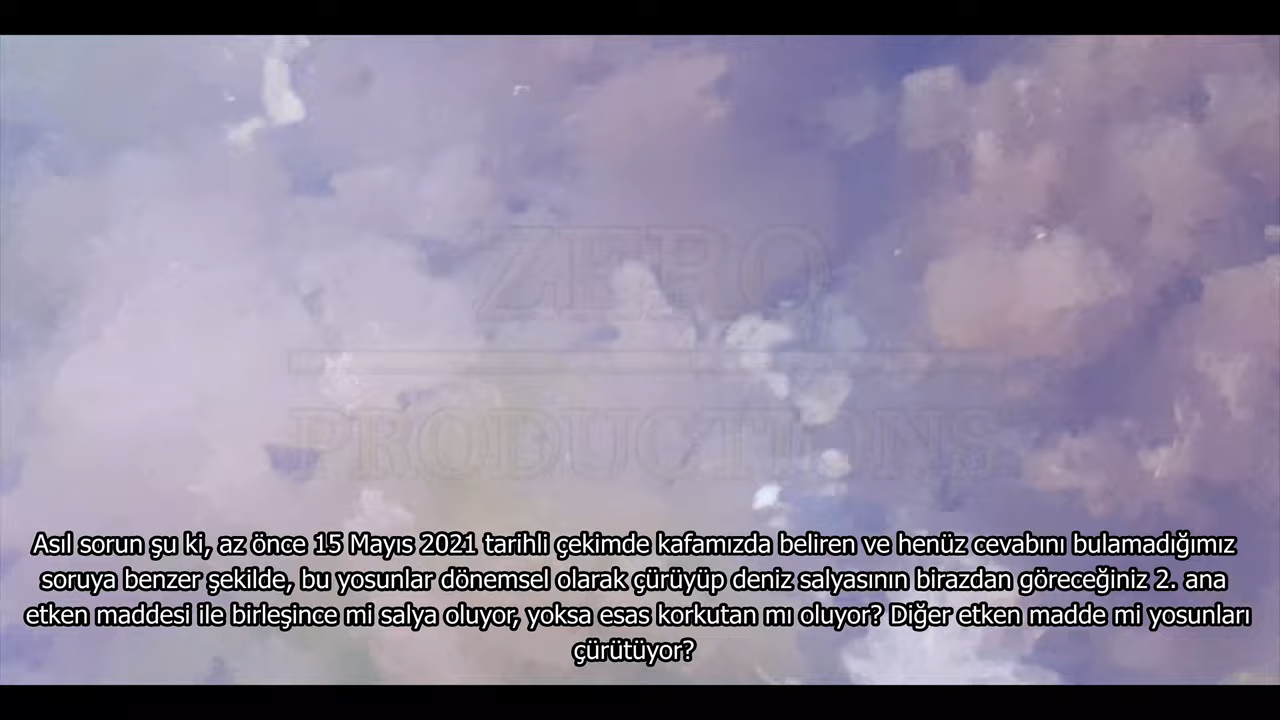 ZERO
PRODUCTIONS
Asıl sorun şu ki, az önce 15 Mayıs 2021 tarihli çekimde kafamızda beliren ve henüz cevabını bulamadığımız
soruya benzer şekilde, bu yosunlar dönemsel olarak çürüyüp deniz salyasının birazdan göreceğiniz 2. ana
etken maddesi ile birleşince mi salya oluyor, yoksa esas korkutan mı oluyor? Diğer etken madde mi yosunları
çürütüyor?